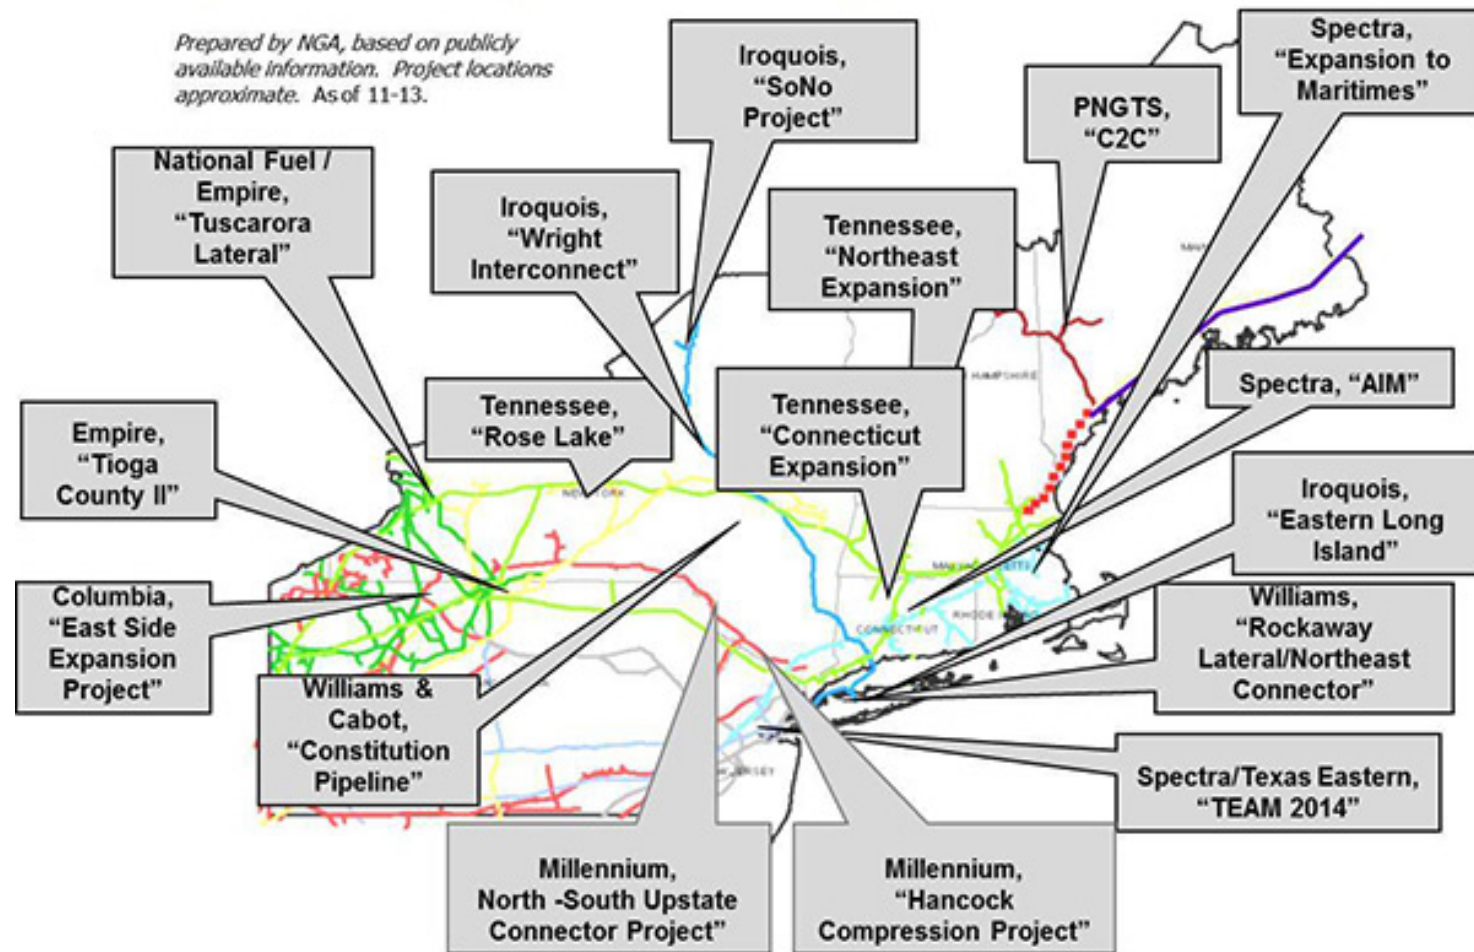 Prepared by NGA, based on publicly
available information. Project locations
approximate. As of 11-13.
Iroquois,
“SoNo
Project”
Spectra,
“Expansion to
Maritimes”
PNGTS,
“C2C”
National Fuel /
Empire,
“Tuscarora
Lateral”
Iroquois,
“Wright
Interconnect”
Tennessee,
“Northeast
Expansion”
Spectra, “AIM”
Tennessee,
“Rose Lake”
Tennessee,
“Connecticut
Expansion”
Empire,
“Tioga
County II”
Iroquois,
“Eastern Long
Island”
Columbia,
“East Side
Expansion
Project”
Williams,
“Rockaway
Lateral/Northeast
Connector”
Williams &
Cabot,
“Constitution
Pipeline”
Spectra/Texas Eastern,
“TEAM 2014”
Millennium,
North -South Upstate
Connector Project”
Millennium,
“Hancock
Compression Project”
HAMPSHIRE
NEW YORK
CONNECTICUT